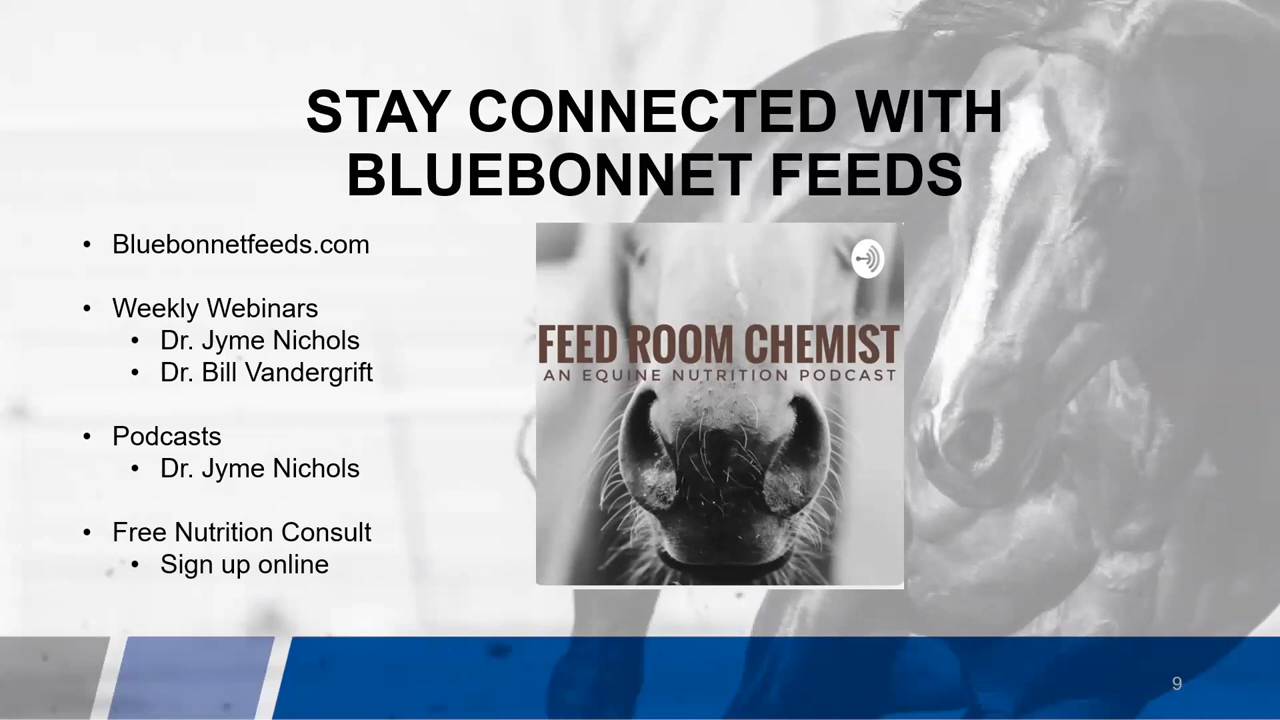 STAY CONNECTED WITH
BLUEBONNET FEEDS
• Bluebonnetfeeds.com
• Weekly Webinars
• Dr. Jyme Nichols
• Dr. Bill Vandergrift
• Podcasts
• Dr. Jyme Nichols
• Free Nutrition Consult
• Sign up online
FEED ROOM CHEMIST
AN EQUINE NUTRITION PODCAST
9